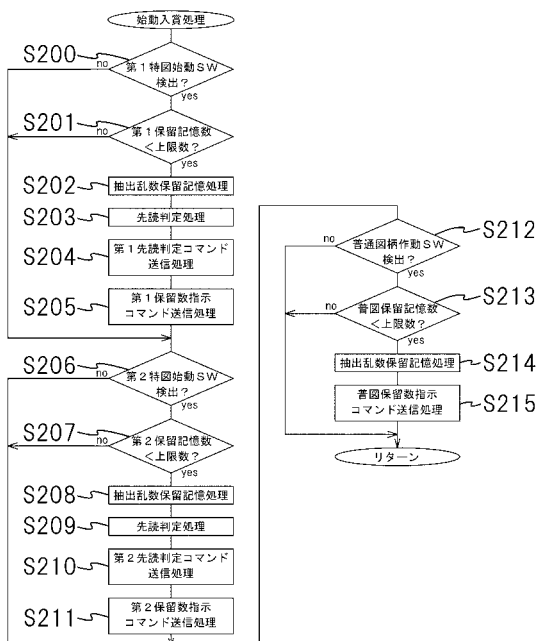 始動入賞処理
S200
no
第1特図始動SW
検出?
yes
S201
no
第1保留記憶数
<上限数?
yes
S202
抽出乱数保留記憶処理
S203
先読判定処理
S204
第1先読判定コマンド
送信処理
S205
第1保留数指示
コマンド送信処理
S206
no
第2特図始動SW
検出?
yes
S207
no
第2保留記憶数
<上限数?
yes
S208
抽出乱数保留記憶処理
S209
先読判定処理
S210
第2先読判定コマンド
送信処理
S211
第2保留数指示
コマンド送信処理
S212
no
普通図柄作動SW
検出?
yes
S213
no
普図保留記憶数
<上限数?
yes
S214
抽出乱数保留記憶処理
S215
普図保留数指示
コマンド送信処理
リターン